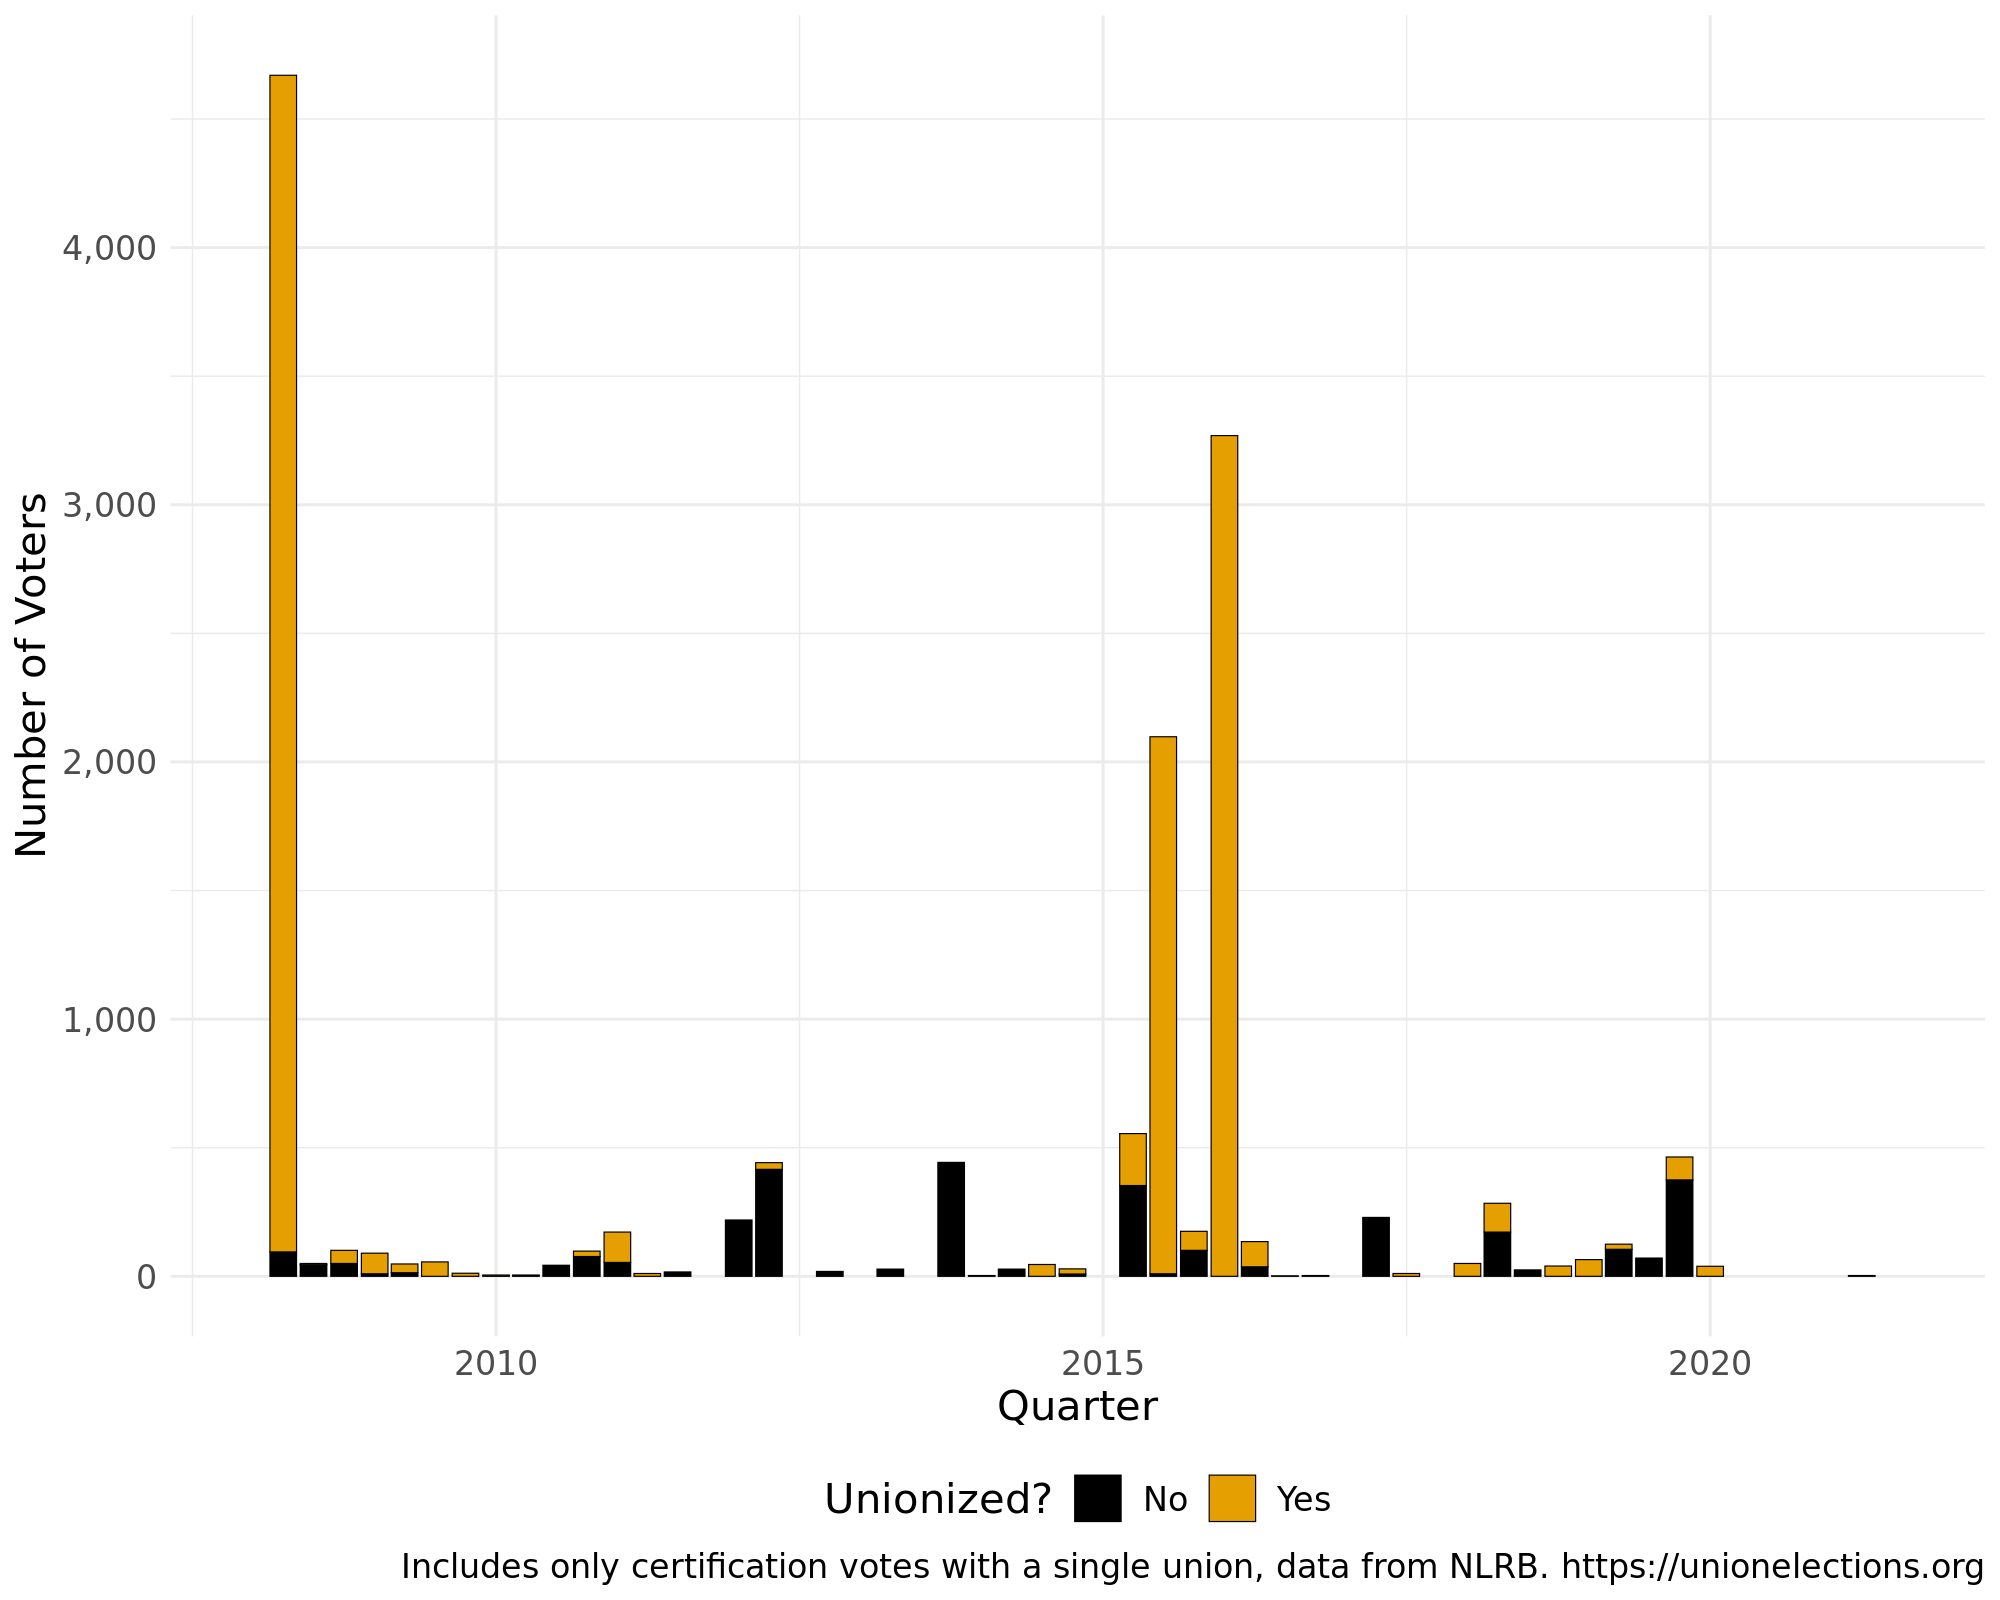 Number of Voters
4,000
3,000
2,000
1,000
0
2010 2015 2020
Quarter
Unionized? No Yes
Includes only certification votes with a single union, data from NLRB. https://unionelections.org